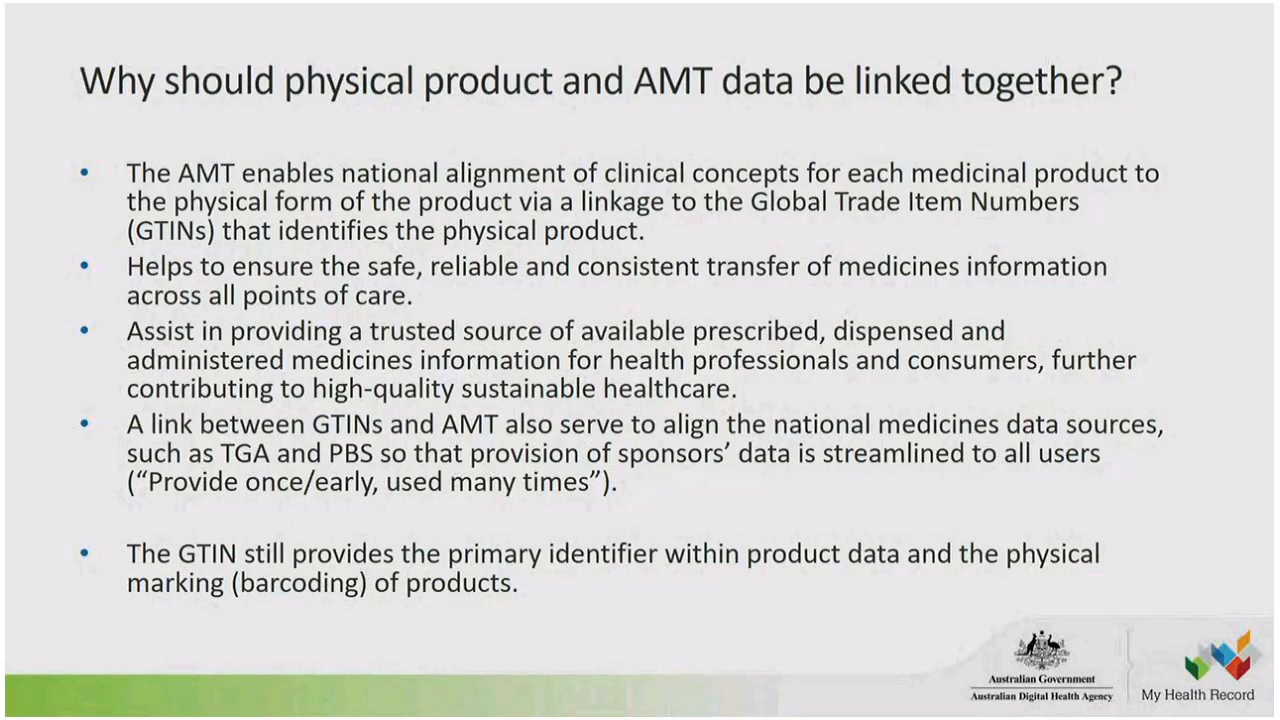 Why should physical product and AMT data be linked together?
• The AMT enables national alignment of clinical concepts for each medicinal product to
the physical form of the product via a linkage to the Global Trade Item Numbers
(GTINs) that identifies the physical product.
• Helps to ensure the safe, reliable and consistent transfer of medicines information
across all points of care.
• Assist in providing a trusted source of available prescribed, dispensed and
administered medicines information for health professionals and consumers, further
contributing to high-quality sustainable healthcare.
• A link between GTINs and AMT also serve to align the national medicines data sources,
such as TGA and PBS so that provision of sponsors’ data is streamlined to all users
(“Provide once/early, used many times”).
• The GTIN still provides the primary identifier within product data and the physical
marking (barcoding) of products.
Australian Government
Australian Digital Health Agency
My Health Record